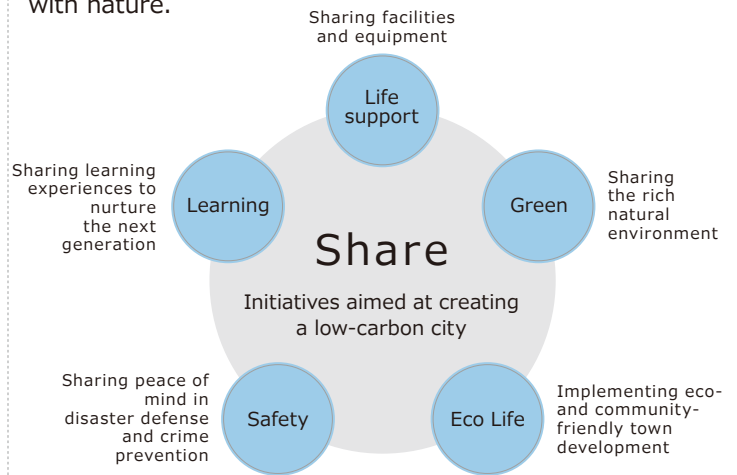 with nature.
Sharing facilities
and equipment
Life
support
Sharing learning
experiences to
nurture
the next
generation
Learning
Green
Sharing
the rich
natural
environment
Share
Initiatives aimed at creating
a low-carbon city
Sharing peace of
mind in
disaster defense
and crime
prevention
Safety
Eco Life
Implementing eco-
and community-
friendly town
development